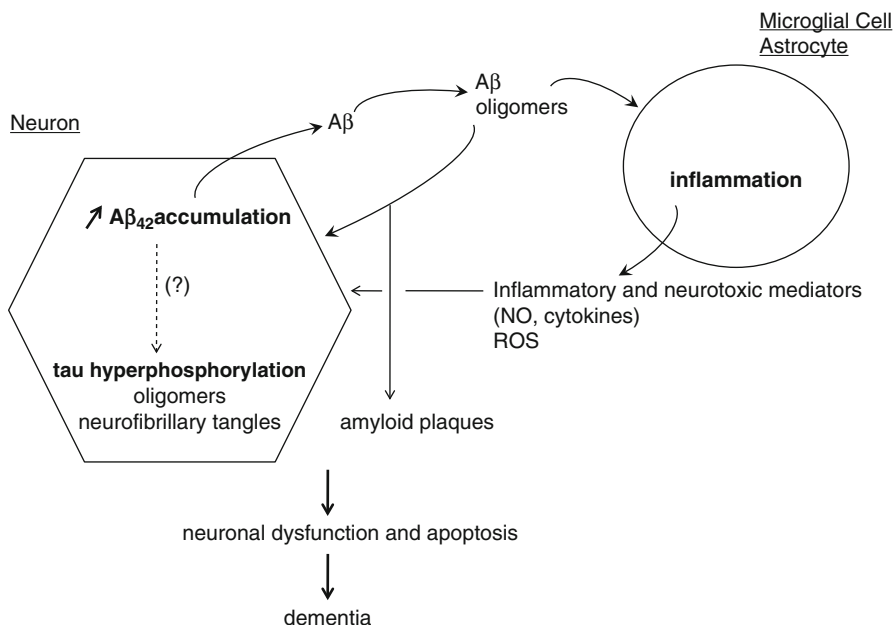 Microglial Cell
Astrocyte
Aβ
oligomers
Aβ
Neuron
inflammation
↗ Aβ₄₂accumulation
(?)
Inflammatory and neurotoxic mediators
(NO, cytokines)
ROS
tau hyperphosphorylation
oligomers
neurofibrillary tangles
amyloid plaques
neuronal dysfunction and apoptosis
dementia